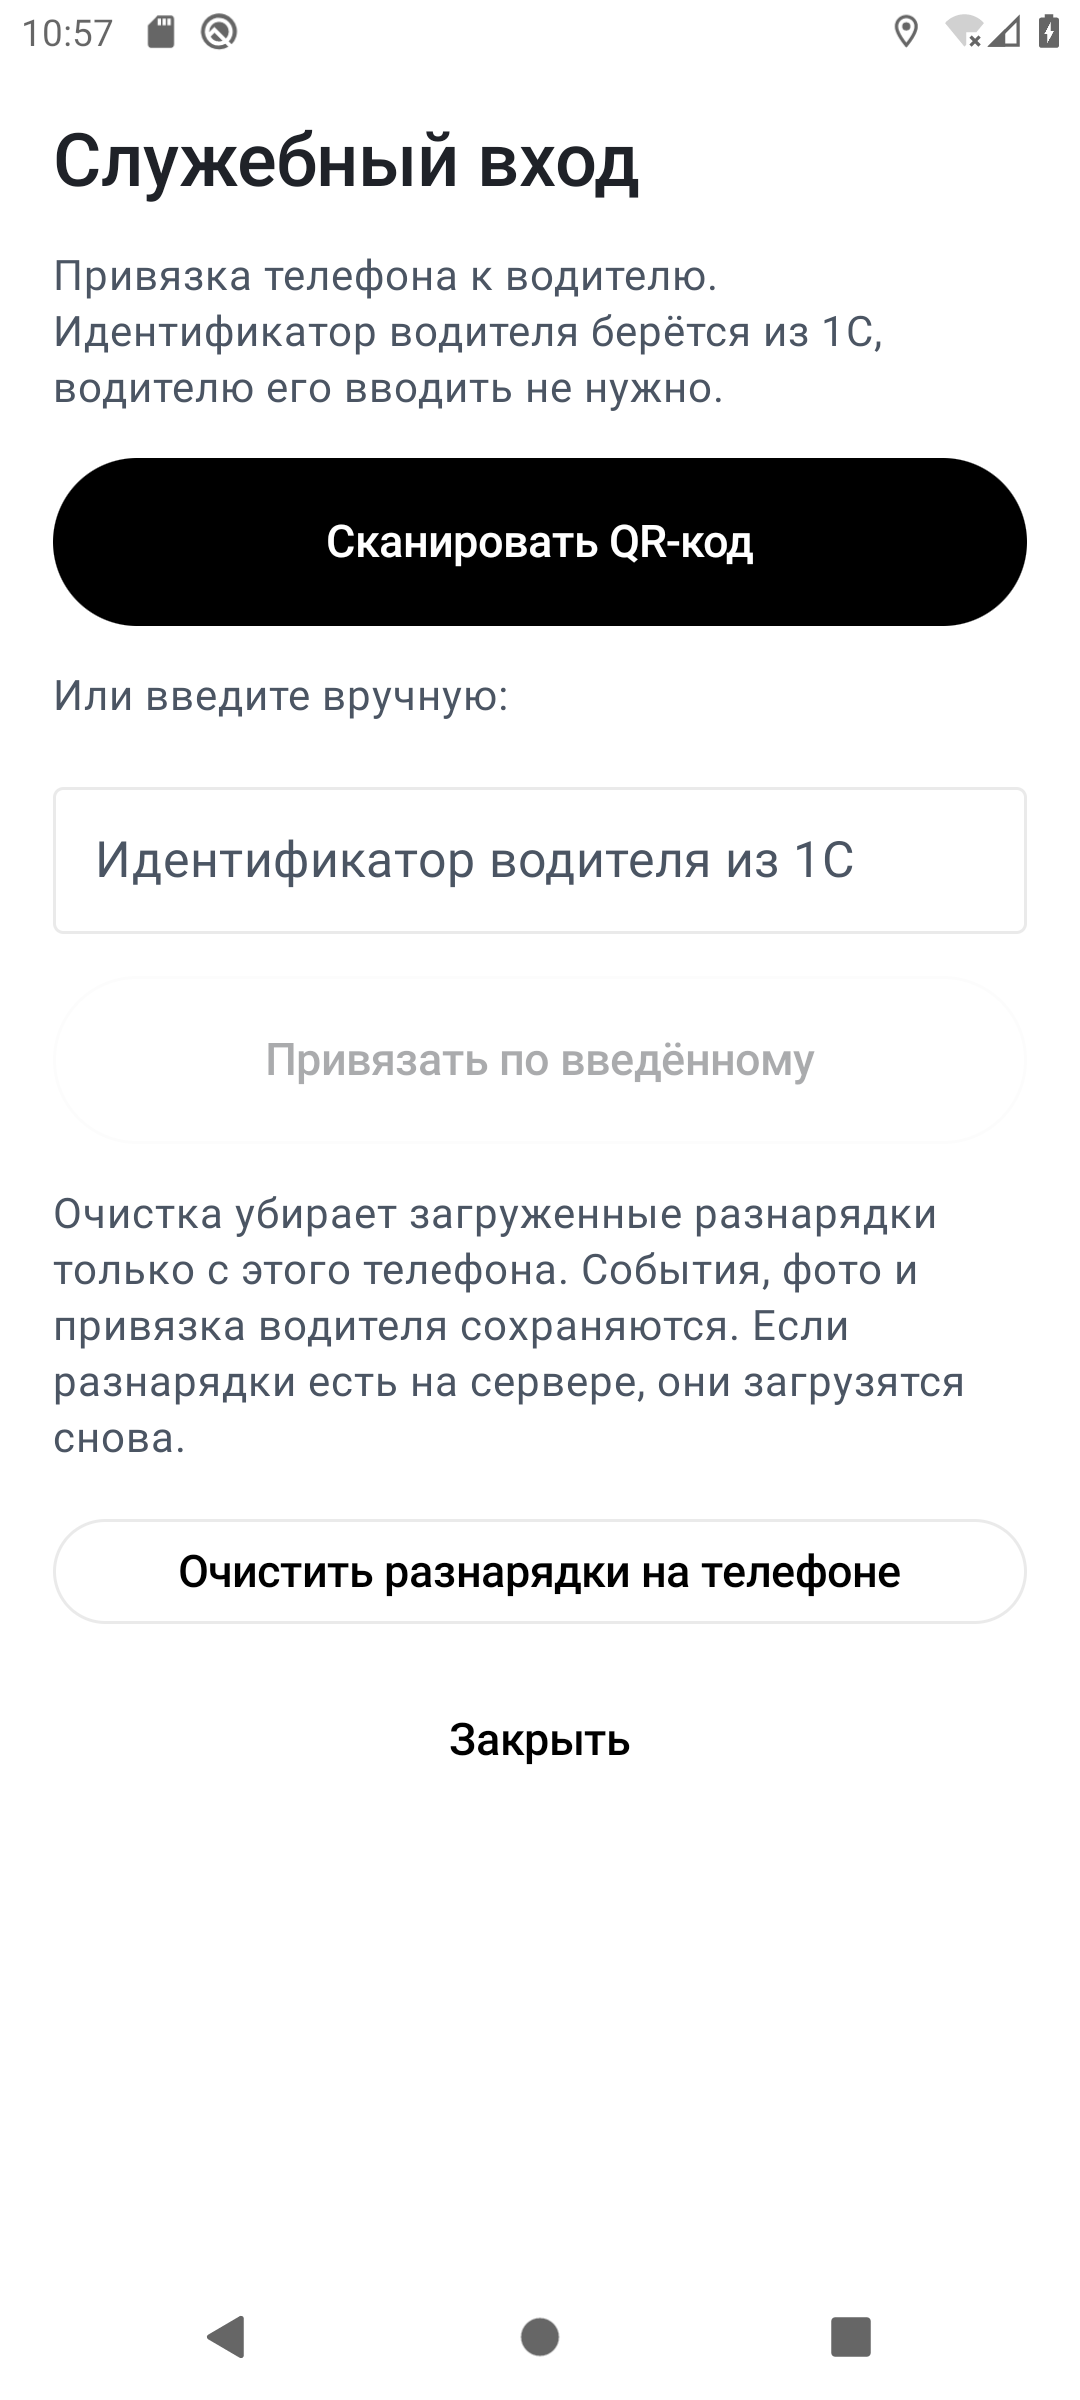 10:57
Служебный вход
Привязка телефона к водителю.
Идентификатор водителя берётся из 1С,
водителю его вводить не нужно.
Сканировать QR-код
Или введите вручную:
Идентификатор водителя из 1С
Привязать по введённому
Очистка убирает загруженные разнарядки
только с этого телефона. События, фото и
привязка водителя сохраняются. Если
разнарядки есть на сервере, они загрузятся
снова.
Очистить разнарядки на телефоне
Закрыть